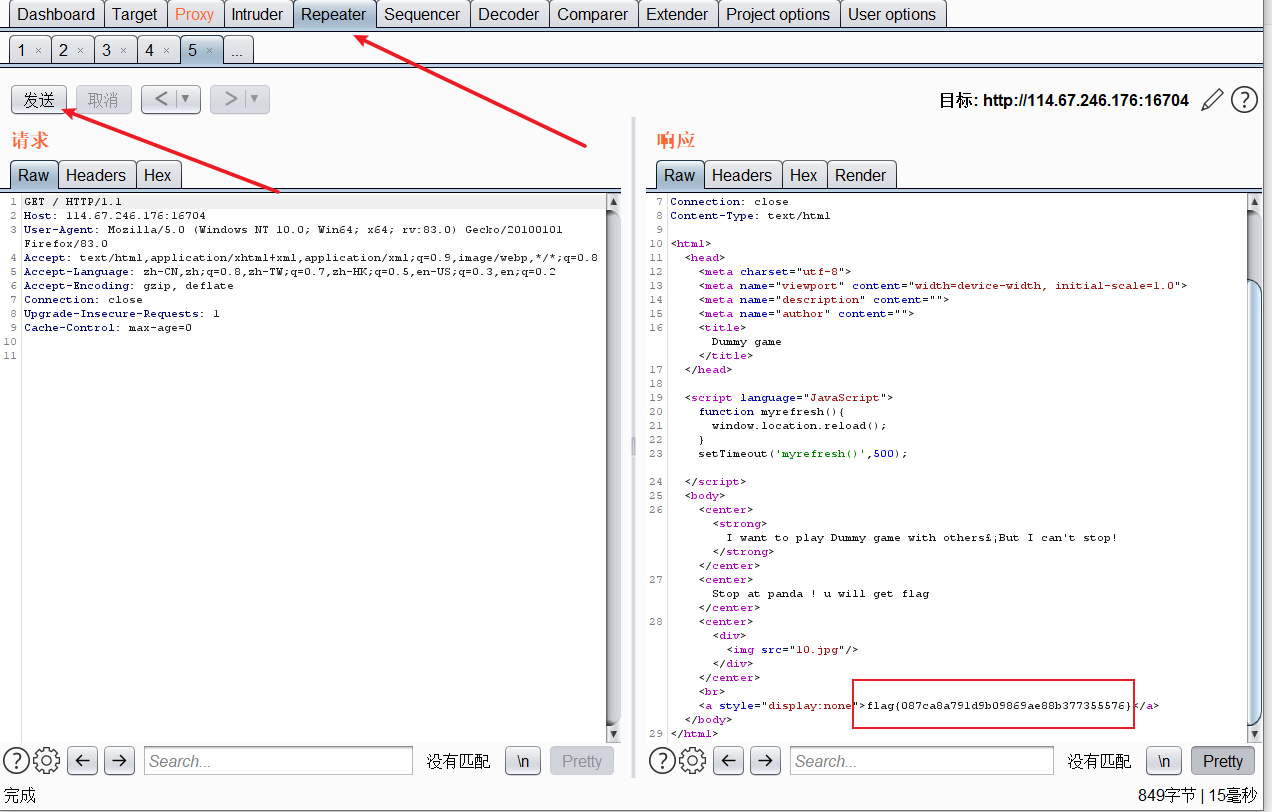 Dashboard Target Proxy Intruder Repeater Sequencer Decoder Comparer Extender Project options User options
1 × 2 × 3 × 4 × 5 × ...
发送 取消 < ▼ > ▼ 目标: http://114.67.246.176:16704 ?
请求
Raw Headers Hex
1 GET / HTTP/1.1
2 Host: 114.67.246.176:16704
3 User-Agent: Mozilla/5.0 (Windows NT 10.0; Win64; x64; rv:83.0) Gecko/20100101
Firefox/83.0
4 Accept: text/html,application/xhtml+xml,application/xml;q=0.9,image/webp,*/*;q=0.8
5 Accept-Language: zh-CN,zh;q=0.8,zh-TW;q=0.7,zh-HK;q=0.5,en-US;q=0.3,en;q=0.2
6 Accept-Encoding: gzip, deflate
7 Connection: close
8 Upgrade-Insecure-Requests: 1
9 Cache-Control: max-age=0
10
11
响应
Raw Headers Hex Render
7 Connection: close
8 Content-Type: text/html
9
10 <html>
11 <head>
12 <meta charset="utf-8">
13 <meta name="viewport" content="width=device-width, initial-scale=1.0">
14 <meta name="description" content="">
15 <meta name="author" content="">
16 <title>
Dummy game
</title>
17 </head>
18
19 <script language="JavaScript">
20 function myrefresh(){
21 window.location.reload();
22 }
23 setTimeout('myrefresh()',500);
24 </script>
25 <body>
26 <center>
<strong>
I want to play Dummy game with others£¡But I can't stop!
</strong>
</center>
27 <center>
Stop at panda ! u will get flag
</center>
28 <center>
<div>
<img src="10.jpg"/>
</div>
</center>
<br>
<a style="display:none">flag{087ca8a791d9b09869ae88b377355576}</a>
</body>
29 </html>
? ← → Search... 没有匹配 \n Pretty
? ← → Search... 没有匹配 \n Pretty
完成 849字节 | 15毫秒